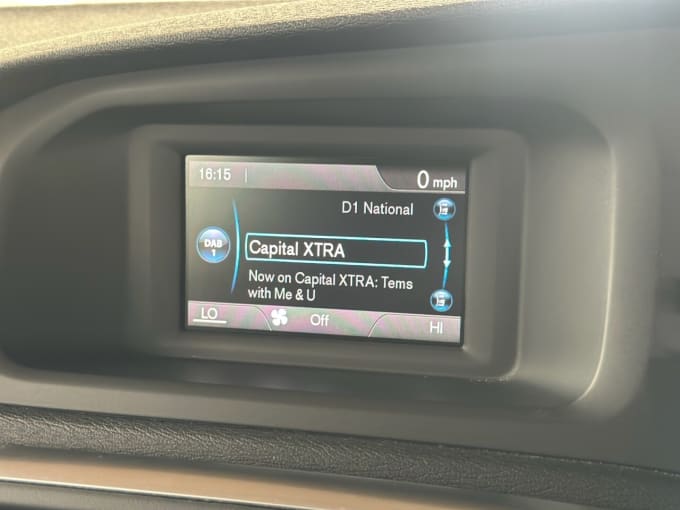 16:15
0 mph
D1 National
DAB
1
Capital XTRA
Now on Capital XTRA: Tems
with Me & U
LO
Off
HI